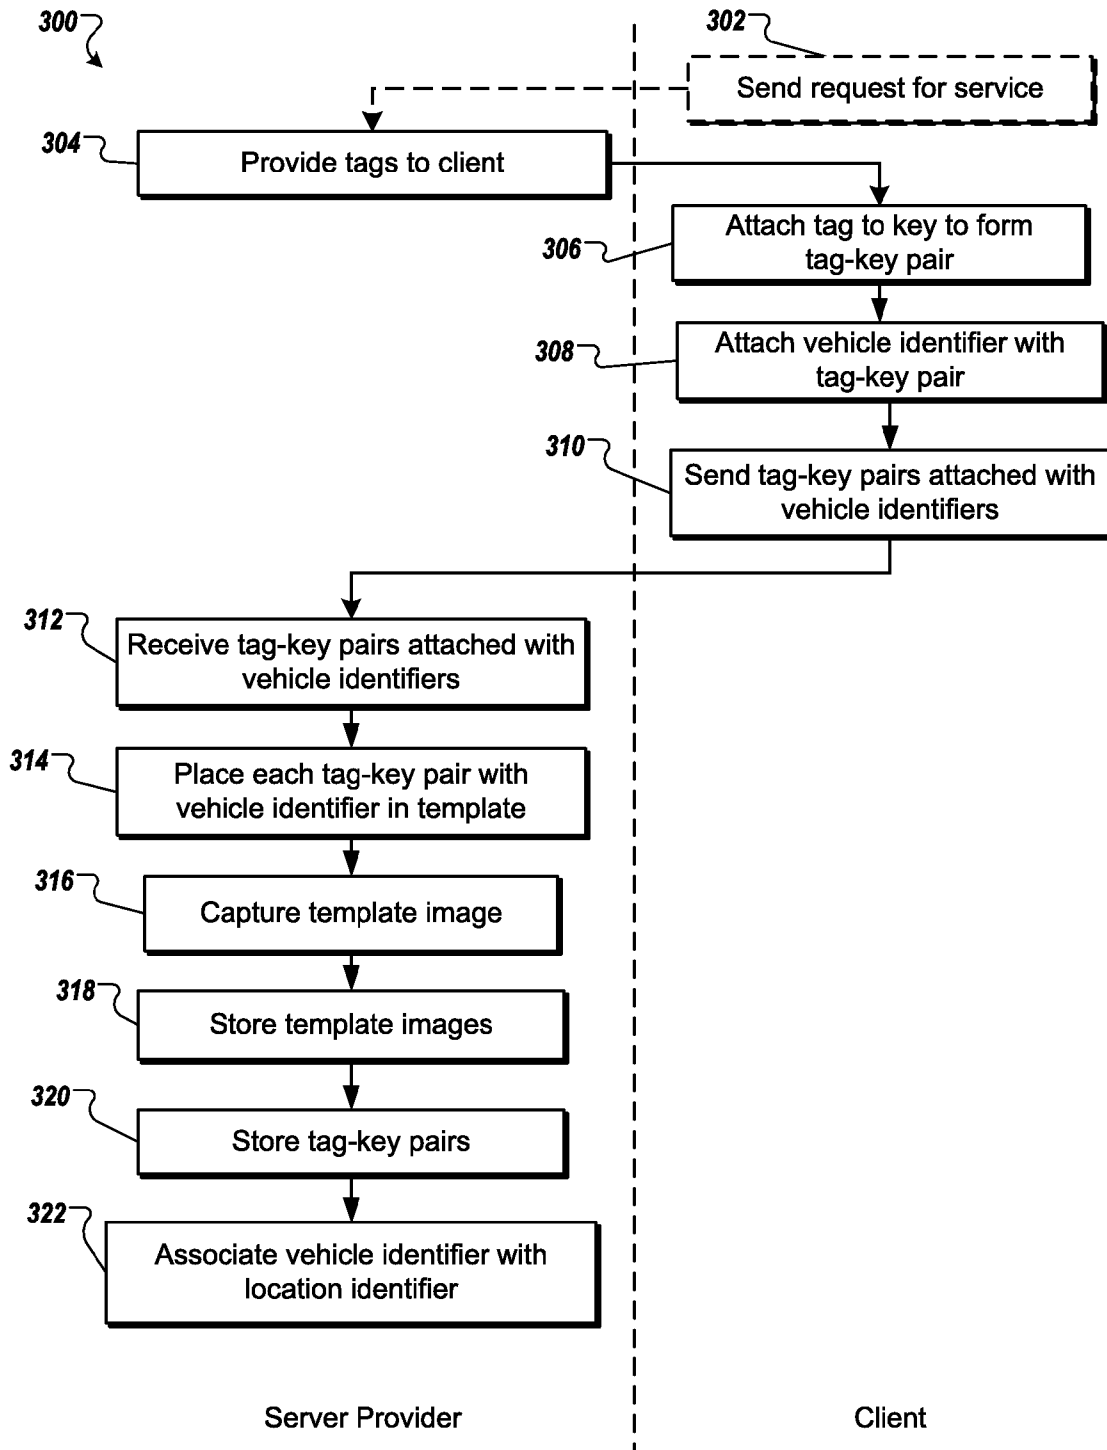 300
302
Send request for service
304
Provide tags to client
306
Attach tag to key to form
tag-key pair
308
Attach vehicle identifier with
tag-key pair
310
Send tag-key pairs attached with
vehicle identifiers
312
Receive tag-key pairs attached with
vehicle identifiers
314
Place each tag-key pair with
vehicle identifier in template
316
Capture template image
318
Store template images
320
Store tag-key pairs
322
Associate vehicle identifier with
location identifier
Server Provider
Client